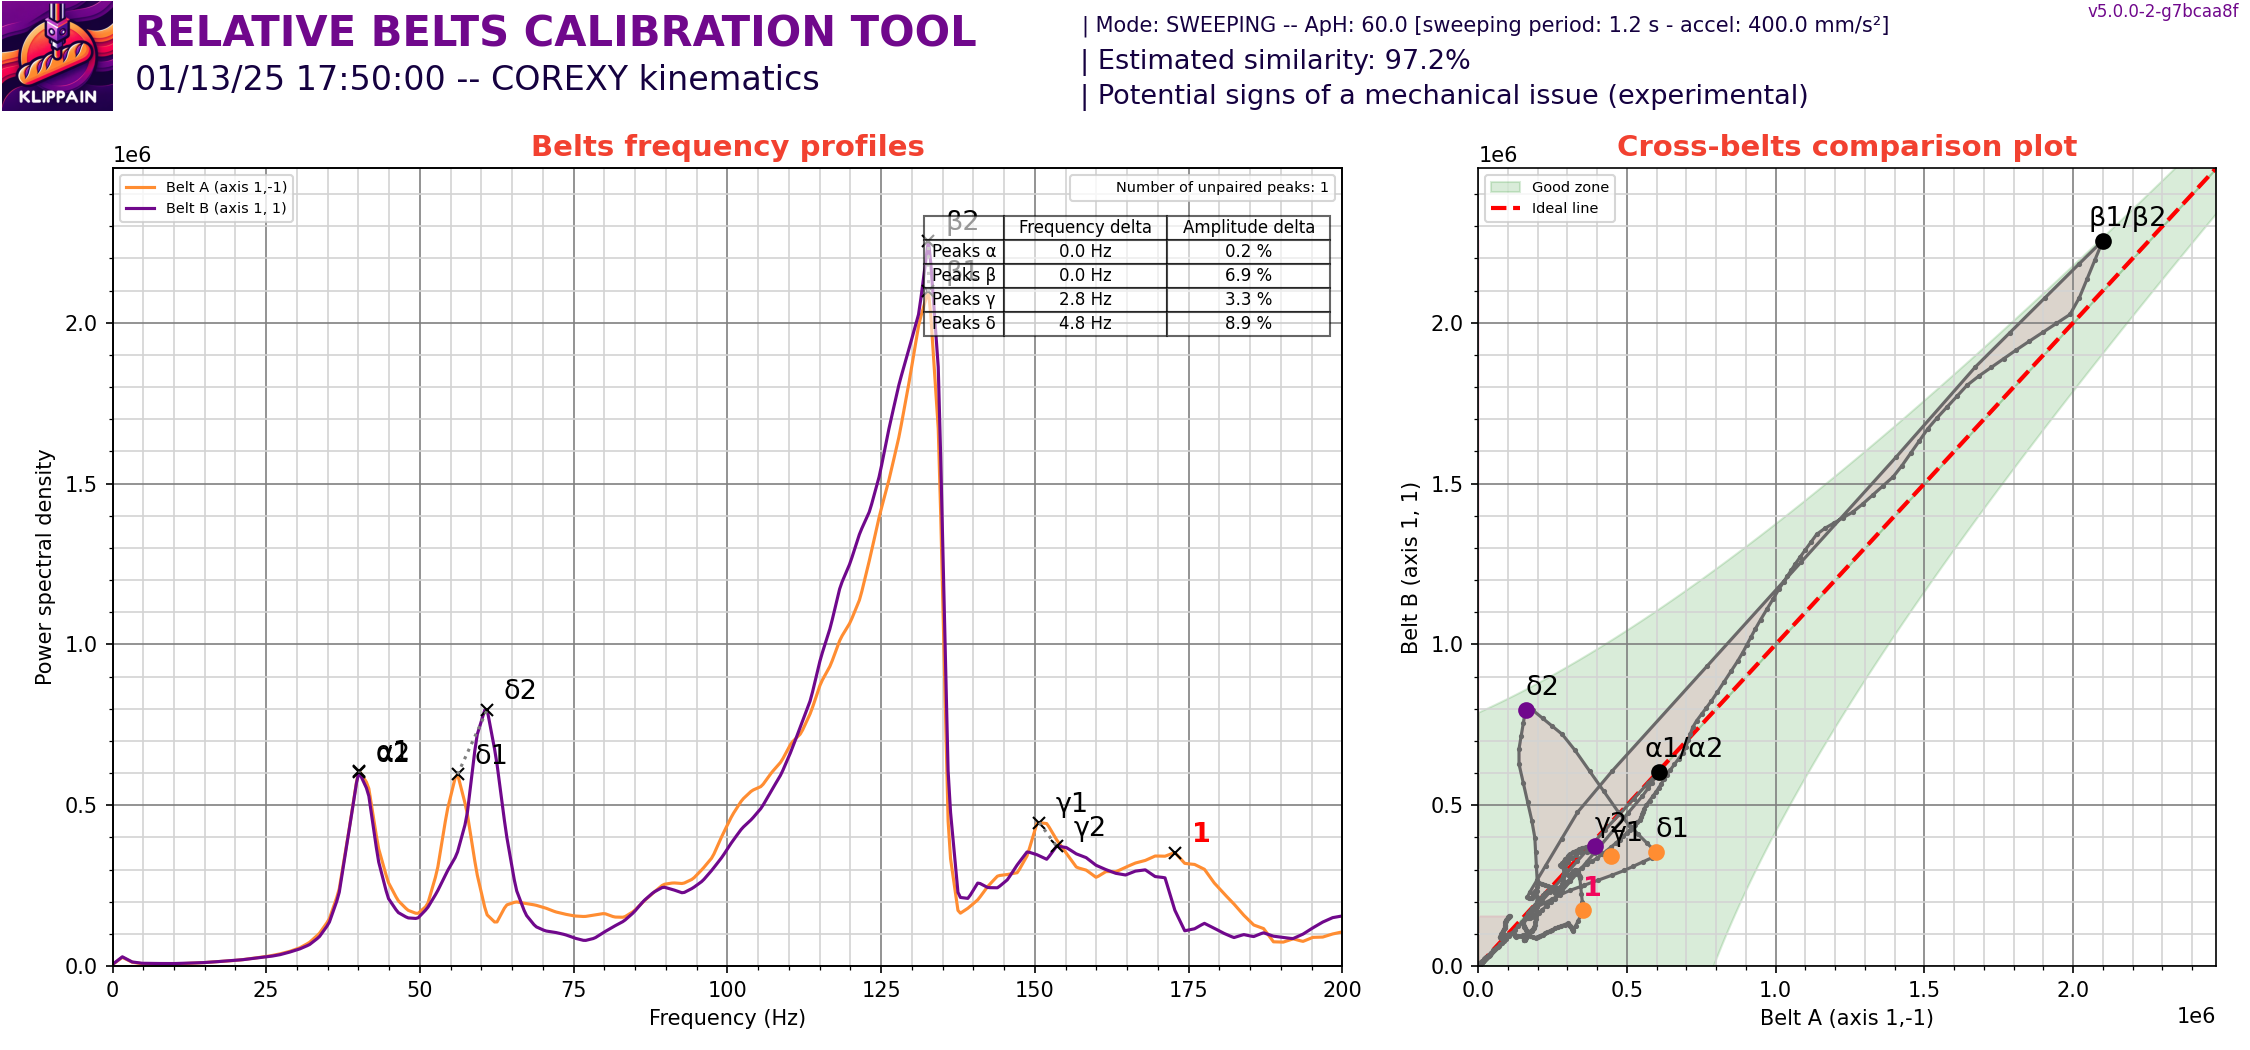 KLIPPAIN
RELATIVE BELTS CALIBRATION TOOL
01/13/25 17:50:00 -- COREXY kinematics
| Mode: SWEEPING -- ApH: 60.0 [sweeping period: 1.2 s - accel: 400.0 mm/s²]
| Estimated similarity: 97.2%
| Potential signs of a mechanical issue (experimental)
v5.0.0-2-g7bcaa8f
Belts frequency profiles
1e6
Belt A (axis 1,-1)
Belt B (axis 1, 1)
Number of unpaired peaks: 1
Frequency delta Amplitude delta
Peaks α 0.0 Hz 0.2 %
Peaks β 0.0 Hz 6.9 %
Peaks γ 2.8 Hz 3.3 %
Peaks δ 4.8 Hz 8.9 %
β2
β1
δ2
δ1
α1
α2
γ1
γ2
1
Power spectral density
2.0
1.5
1.0
0.5
0.0
0 25 50 75 100 125 150 175 200
Frequency (Hz)
Cross-belts comparison plot
1e6
Good zone
Ideal line
β1/β2
δ2
α1/α2
γ2
γ1
δ1
1
Belt B (axis 1, 1)
2.0
1.5
1.0
0.5
0.0
0.0 0.5 1.0 1.5 2.0
Belt A (axis 1,-1)
1e6